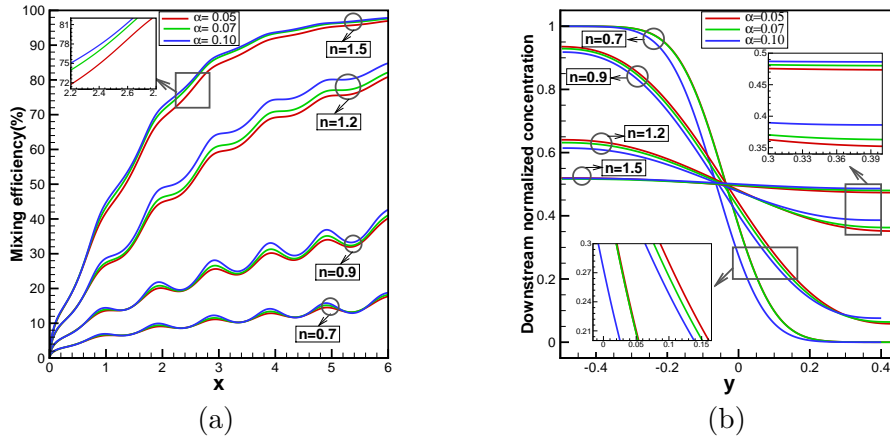 100
90
80
70
60
50
40
30
20
10
0
Mixing efficiency(%)
81
78
75
72
2.2 2.4 2.6 2.
α= 0.05
α= 0.07
α= 0.10
n=1.5
n=1.2
n=0.9
n=0.7
0 1 2 3 4 5 6
x
(a)
1
0.8
0.6
0.4
0.2
0
Downstream normalized concentration
α=0.05
α=0.07
α=0.10
n=0.7
n=0.9
n=1.2
n=1.5
0.5
0.45
0.4
0.35
0.3 0.33 0.36 0.39
0.3
0.27
0.24
0.21
0 0.05 0.1 0.15
-0.4 -0.2 0 0.2 0.4
y
(b)